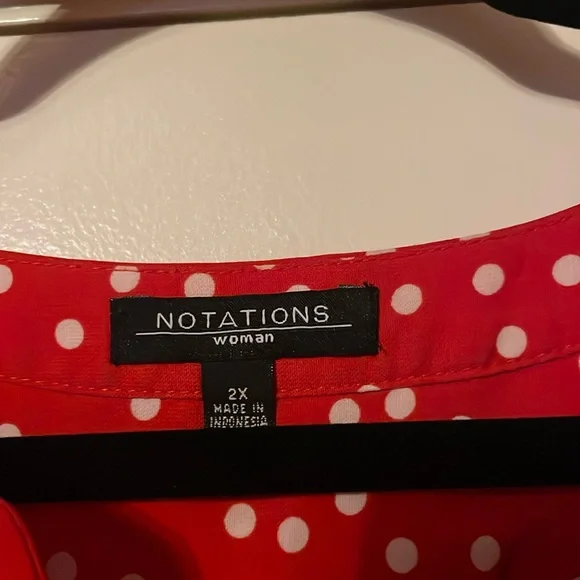 NOTATIONS
woman
2X
MADE IN
INDONESIA